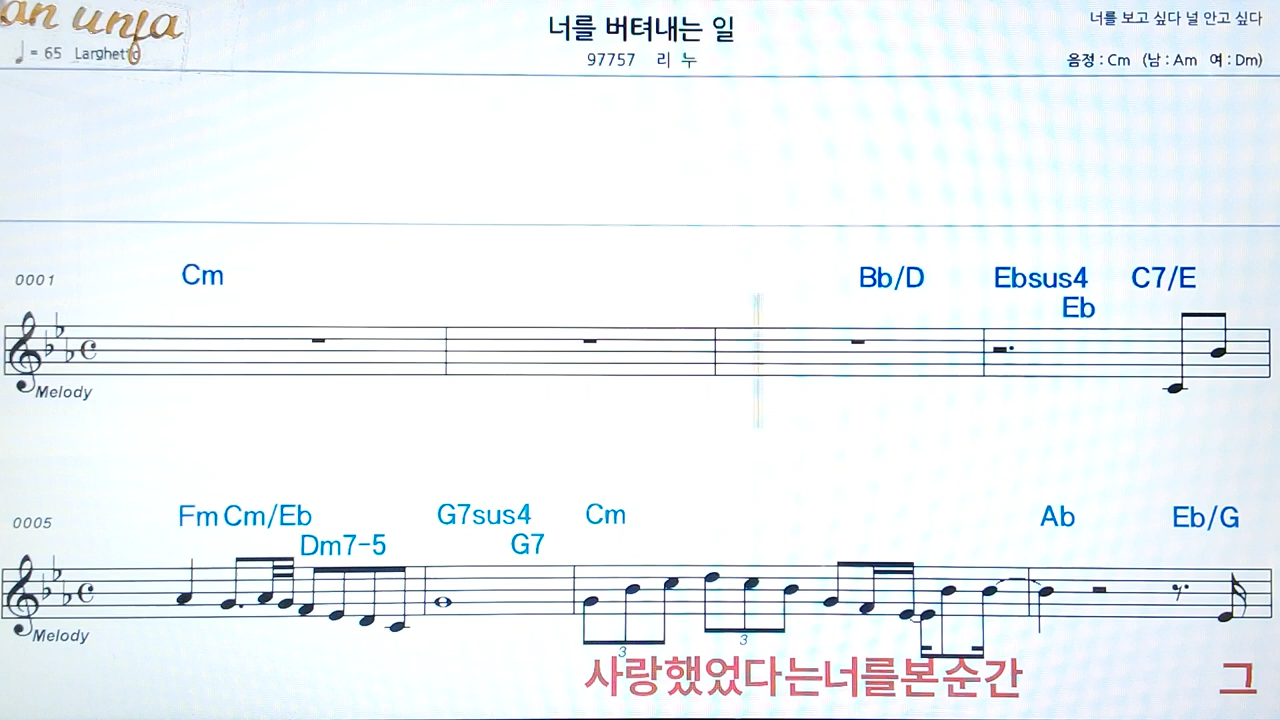 너를 버텨내는 일
너를 보고 싶다 널 안고 싶다
♩ = 65 Larghetto
97757 리 누
음정 : Cm (남 : Am 여 : Dm)
0001 Cm Bb/D Ebsus4 C7/E
Eb
Melody
0005 Fm Cm/Eb G7sus4 Cm Ab Eb/G
Dm7-5 G7
Melody
3 3
사랑했었다는너를본순간 그